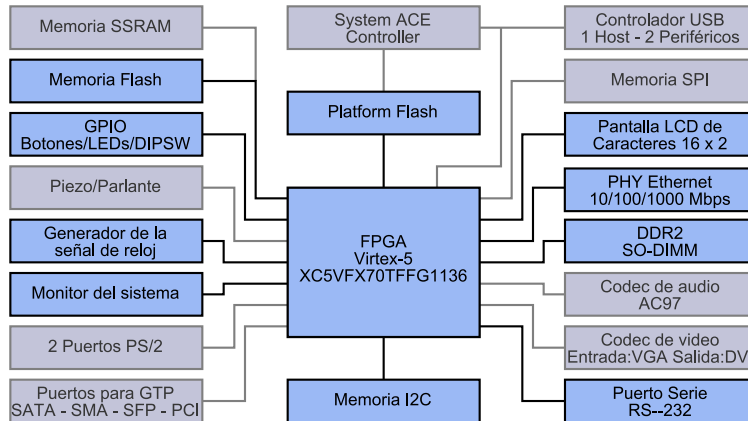 Memoria SSRAM
Memoria Flash
GPIO
Botones/LEDs/DIPSW
Piezo/Parlante
Generador de la
señal de reloj
Monitor del sistema
2 Puertos PS/2
Puertos para GTP
SATA - SMA - SFP - PCI
System ACE
Controller
Platform Flash
FPGA
Virtex-5
XC5VFX70TFFG1136
Memoria I2C
Controlador USB
1 Host - 2 Periféricos
Memoria SPI
Pantalla LCD de
Caracteres 16 x 2
PHY Ethernet
10/100/1000 Mbps
DDR2
SO-DIMM
Codec de audio
AC97
Codec de video
Entrada:VGA Salida:DV
Puerto Serie
RS--232